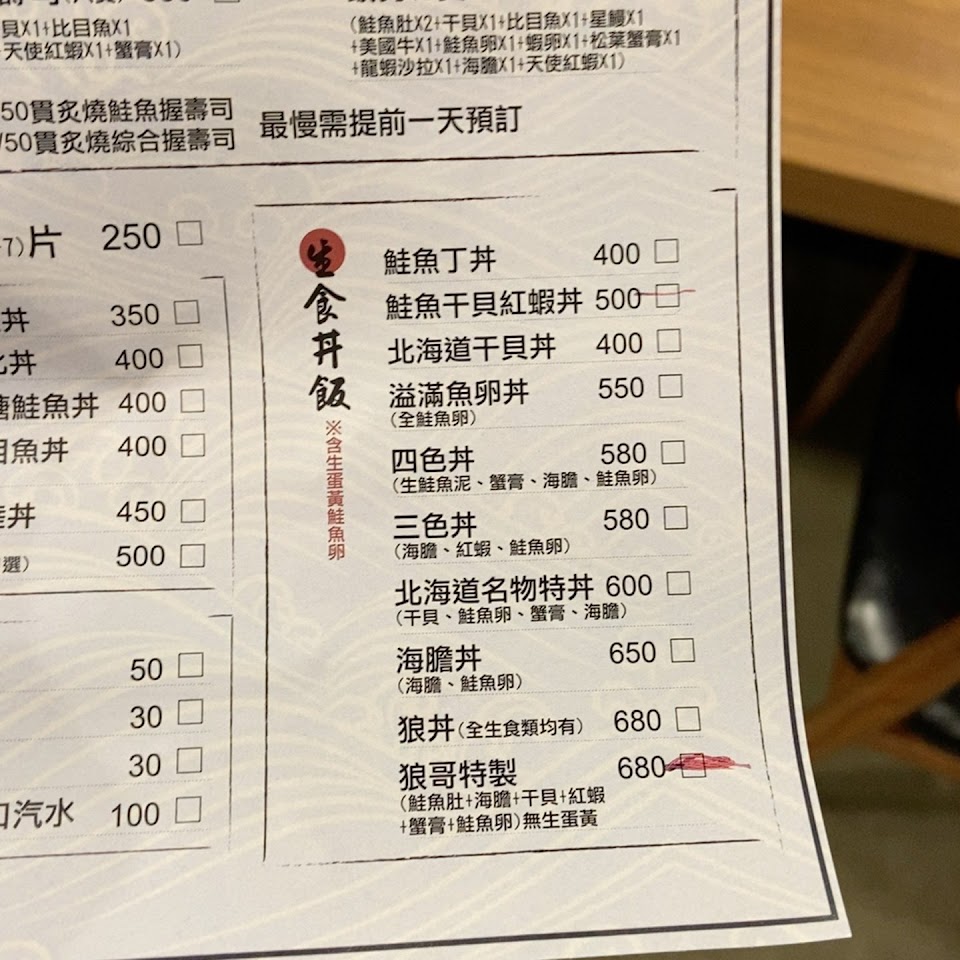 貝X1+比目魚X1
天使紅蝦X1+蟹膏X1)
(鮭魚肚X2+干貝X1+比目魚X1+星鰻X1
+美國牛X1+鮭魚卵X1+蝦卵X1+松葉蟹膏X1
+龍蝦沙拉X1+海膽X1+天使紅蝦X1)
50貫炙燒鮭魚握壽司
/50貫炙燒綜合握壽司
最慢需提前一天預訂
7)片 250
丼 350
丼 400
鮭魚丼 400
目魚丼 400
丼 450
選) 500
50
30
30
口汽水 100
生食丼飯
※含生蛋黃鮭魚卵
鮭魚丁丼 400
鮭魚干貝紅蝦丼 500
北海道干貝丼 400
溢滿魚卵丼 550
(全鮭魚卵)
四色丼 580
(生鮭魚泥、蟹膏、海膽、鮭魚卵)
三色丼 580
(海膽、紅蝦、鮭魚卵)
北海道名物特丼 600
(干貝、鮭魚卵、蟹膏、海膽)
海膽丼 650
(海膽、鮭魚卵)
狼丼(全生食類均有) 680
狼哥特製 680
(鮭魚肚+海膽+干貝+紅蝦
+蟹膏+鮭魚卵)無生蛋黃